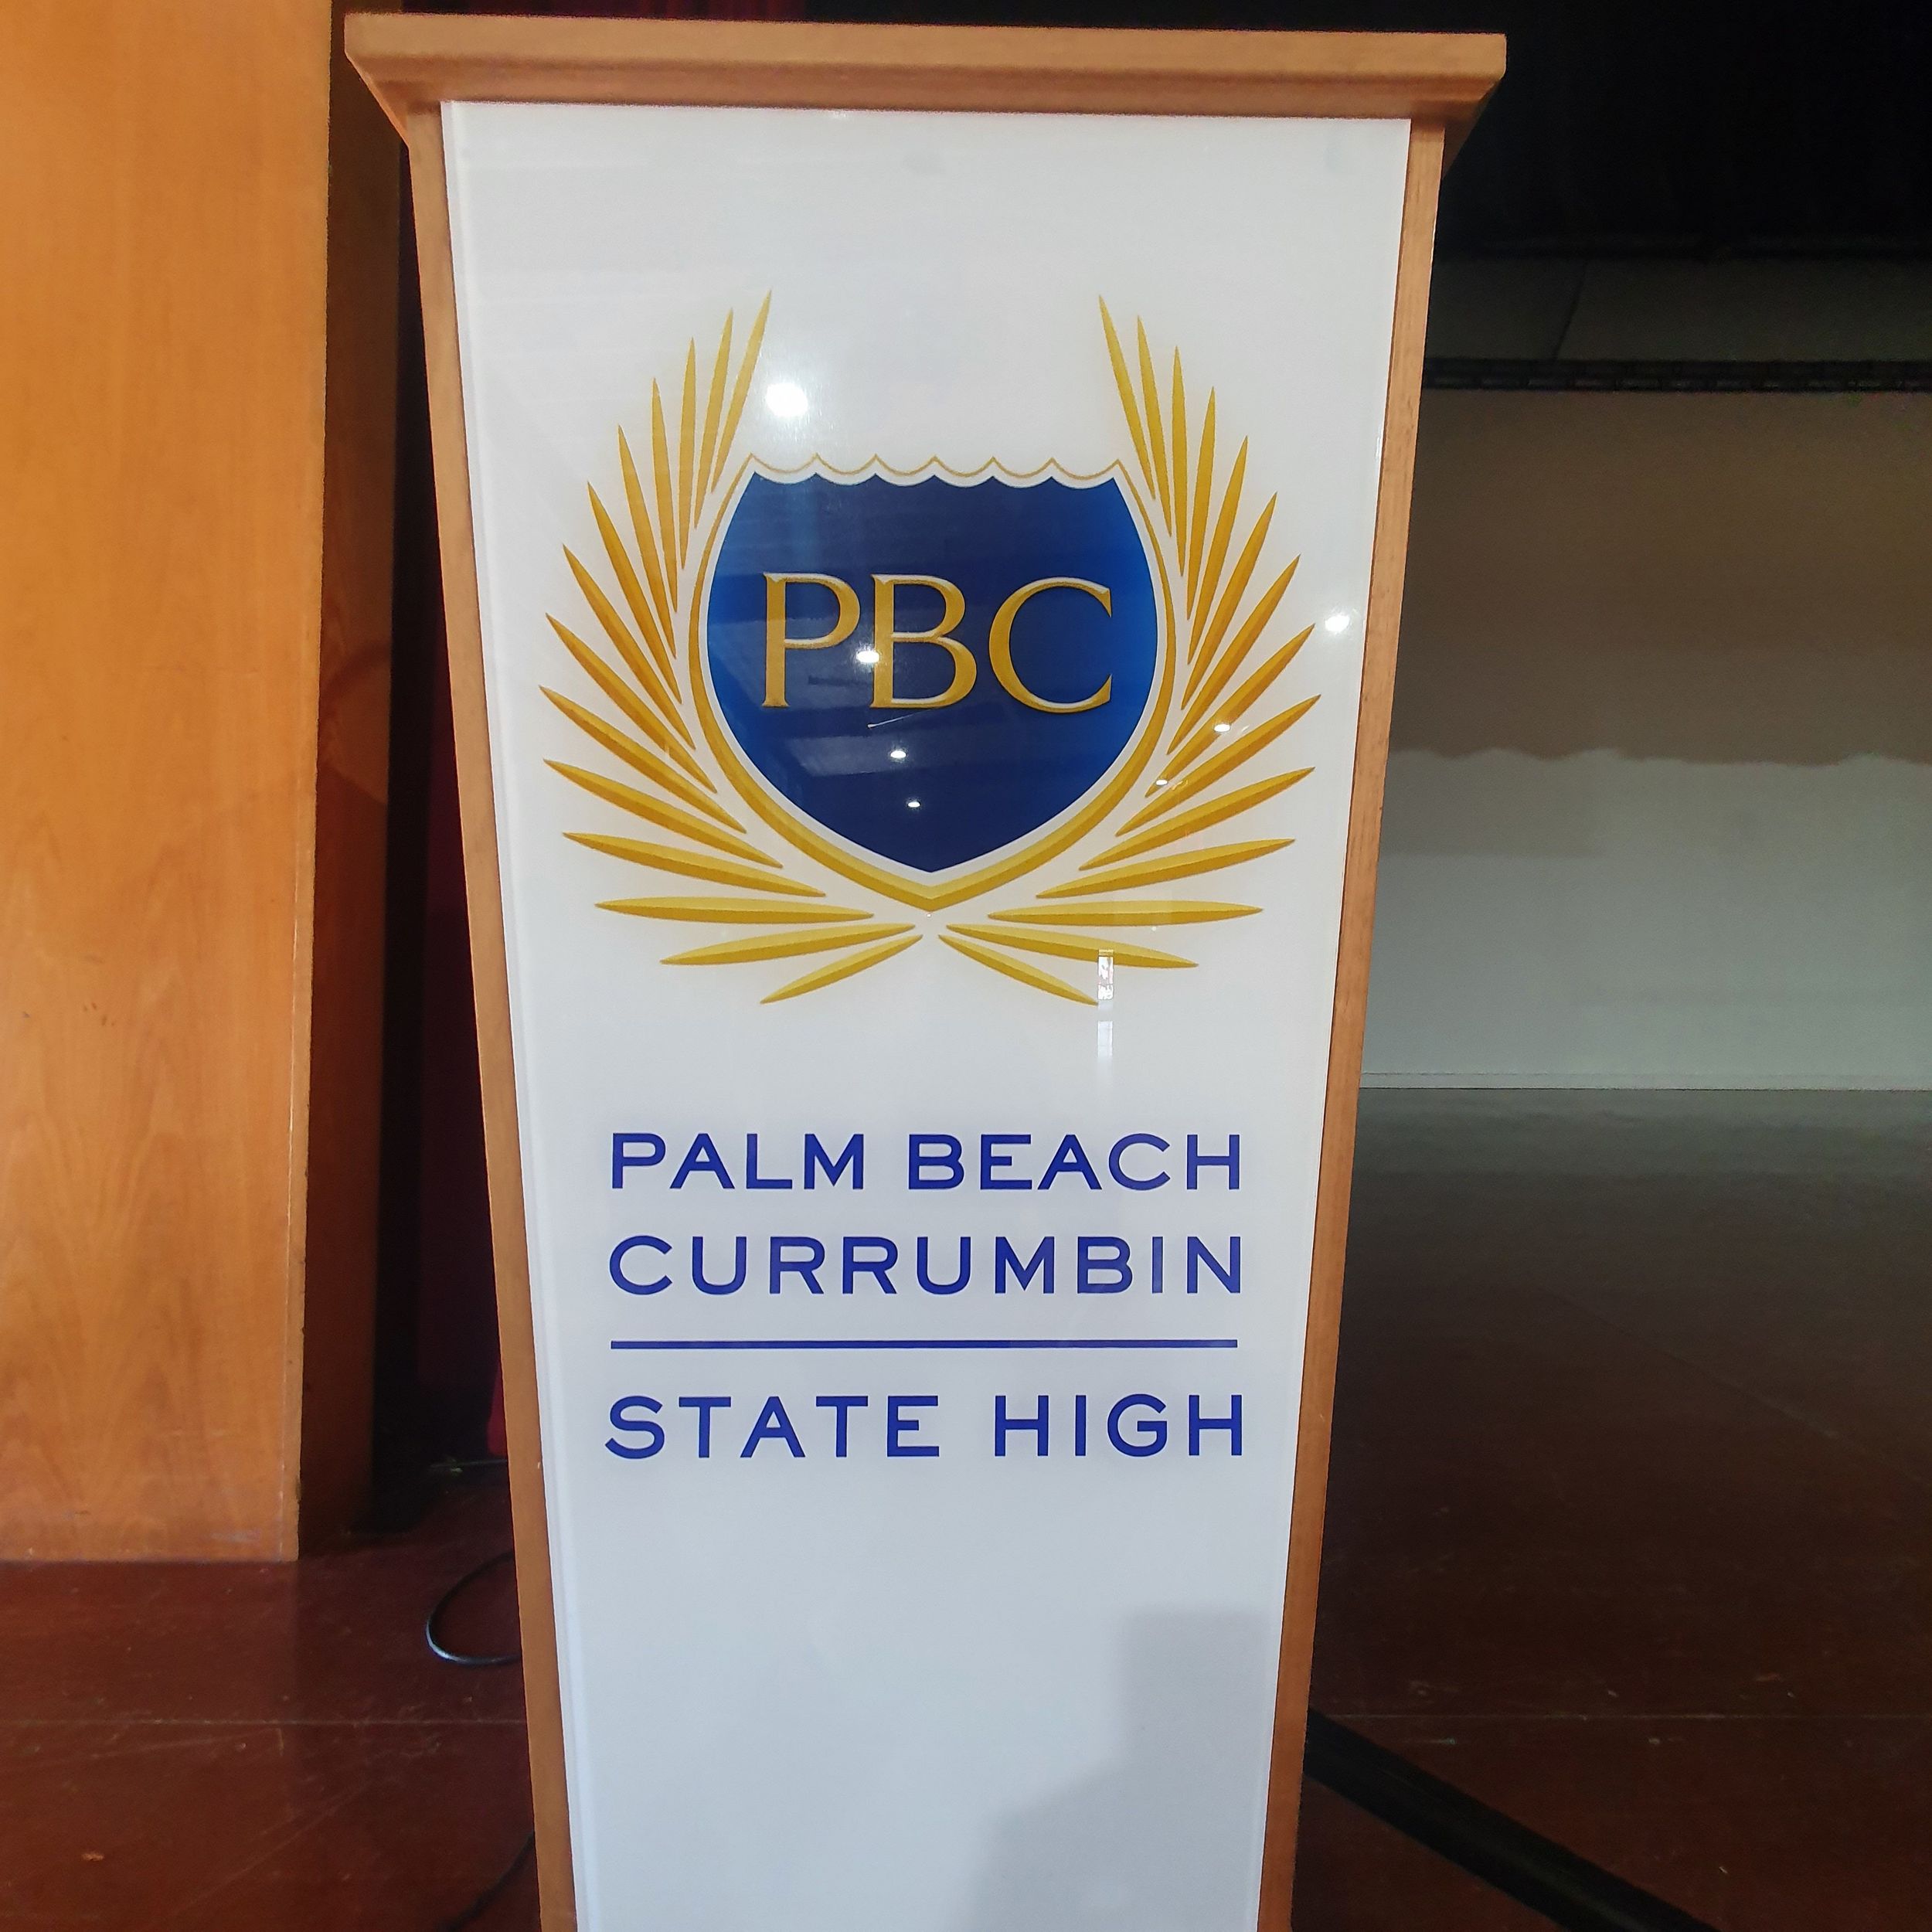 PBC
PALM BEACH
CURRUMBIN
STATE HIGH